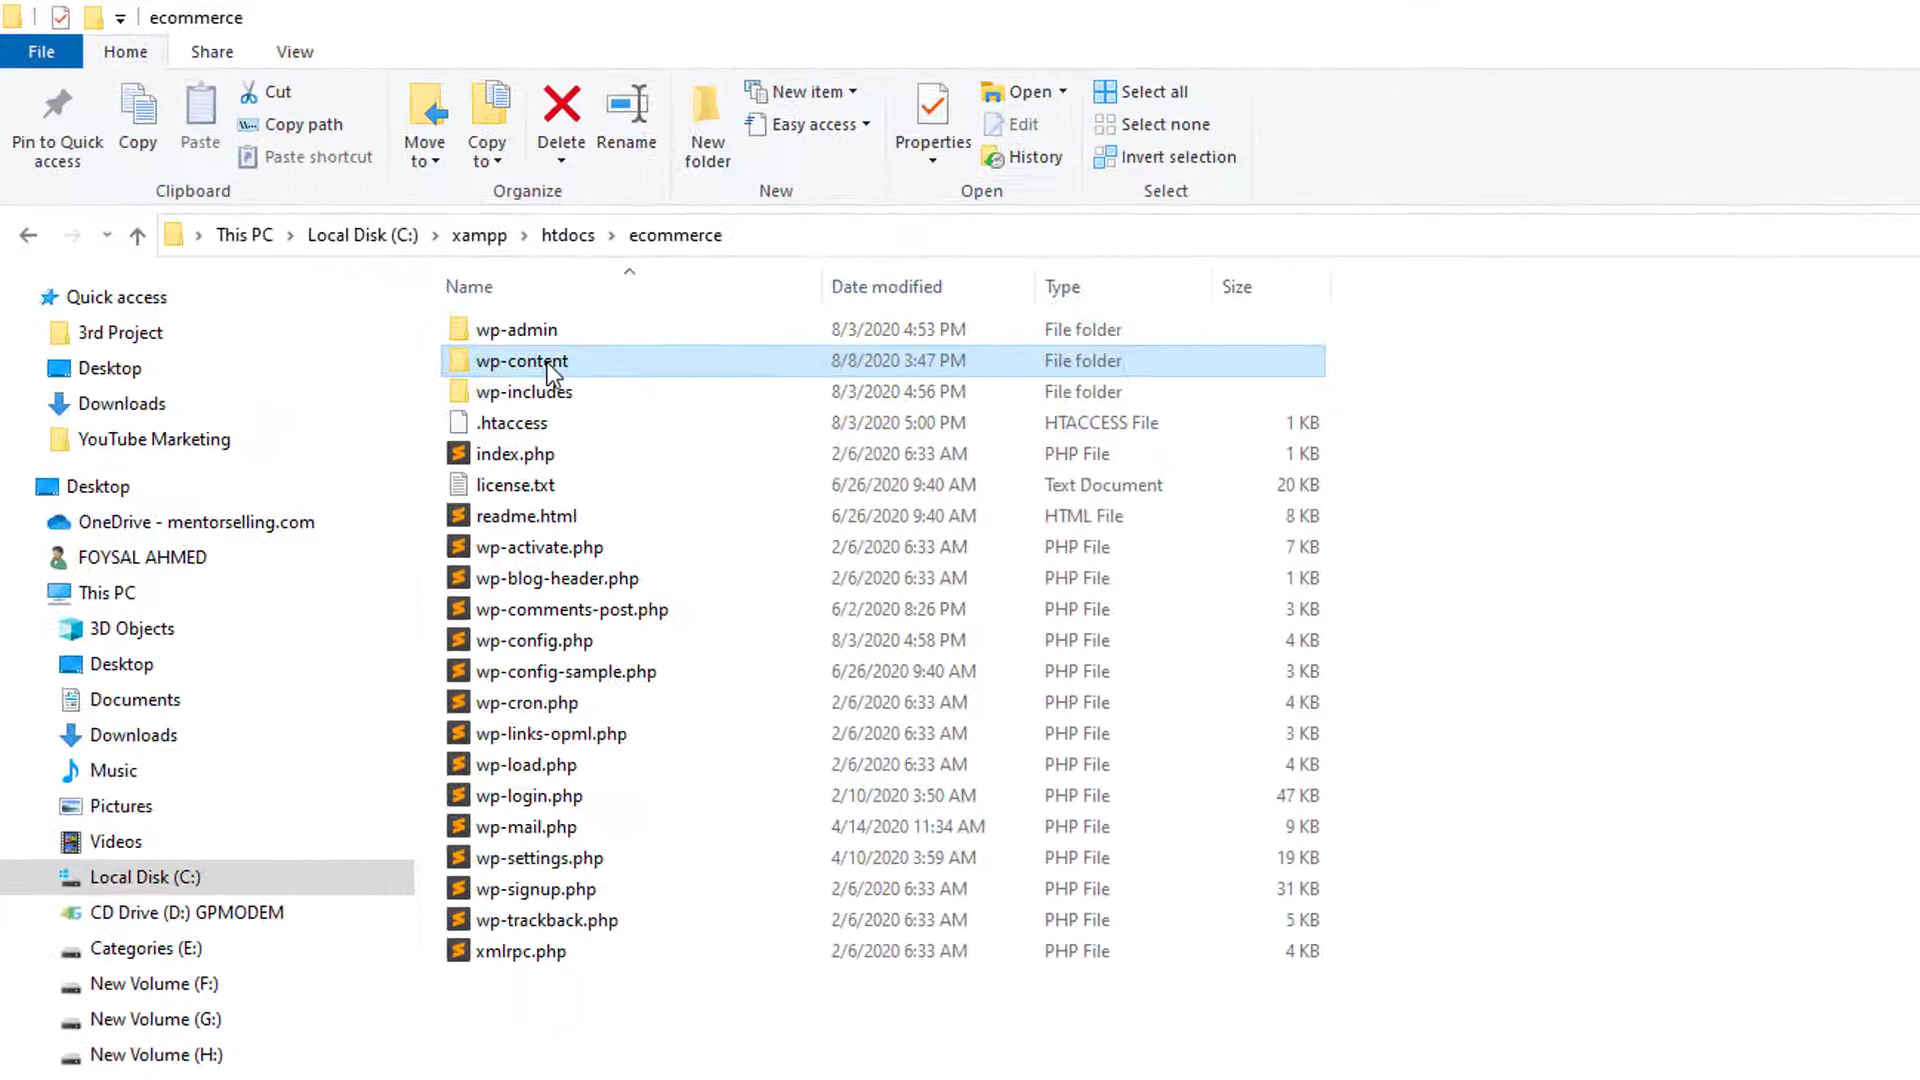 ecommerce
File Home Share View
Pin to Quick access
Copy
Paste
Cut
Copy path
Paste shortcut
Clipboard
Move to
Copy to
Delete
Rename
Organize
New folder
New item
Easy access
New
Properties
Open
Edit
History
Open
Select all
Select none
Invert selection
Select
This PC Local Disk (C:) xampp htdocs ecommerce
Quick access
3rd Project
Desktop
Downloads
YouTube Marketing
Desktop
OneDrive - mentorselling.com
FOYSAL AHMED
This PC
3D Objects
Desktop
Documents
Downloads
Music
Pictures
Videos
Local Disk (C:)
CD Drive (D:) GPMODEM
Categories (E:)
New Volume (F:)
New Volume (G:)
New Volume (H:)
Name Date modified Type Size
wp-admin 8/3/2020 4:53 PM File folder
wp-content 8/8/2020 3:47 PM File folder
wp-includes 8/3/2020 4:56 PM File folder
.htaccess 8/3/2020 5:00 PM HTACCESS File 1 KB
index.php 2/6/2020 6:33 AM PHP File 1 KB
license.txt 6/26/2020 9:40 AM Text Document 20 KB
readme.html 6/26/2020 9:40 AM HTML File 8 KB
wp-activate.php 2/6/2020 6:33 AM PHP File 7 KB
wp-blog-header.php 2/6/2020 6:33 AM PHP File 1 KB
wp-comments-post.php 6/2/2020 8:26 PM PHP File 3 KB
wp-config.php 8/3/2020 4:58 PM PHP File 4 KB
wp-config-sample.php 6/26/2020 9:40 AM PHP File 3 KB
wp-cron.php 2/6/2020 6:33 AM PHP File 4 KB
wp-links-opml.php 2/6/2020 6:33 AM PHP File 3 KB
wp-load.php 2/6/2020 6:33 AM PHP File 4 KB
wp-login.php 2/10/2020 3:50 AM PHP File 47 KB
wp-mail.php 4/14/2020 11:34 AM PHP File 9 KB
wp-settings.php 4/10/2020 3:59 AM PHP File 19 KB
wp-signup.php 2/6/2020 6:33 AM PHP File 31 KB
wp-trackback.php 2/6/2020 6:33 AM PHP File 5 KB
xmlrpc.php 2/6/2020 6:33 AM PHP File 4 KB